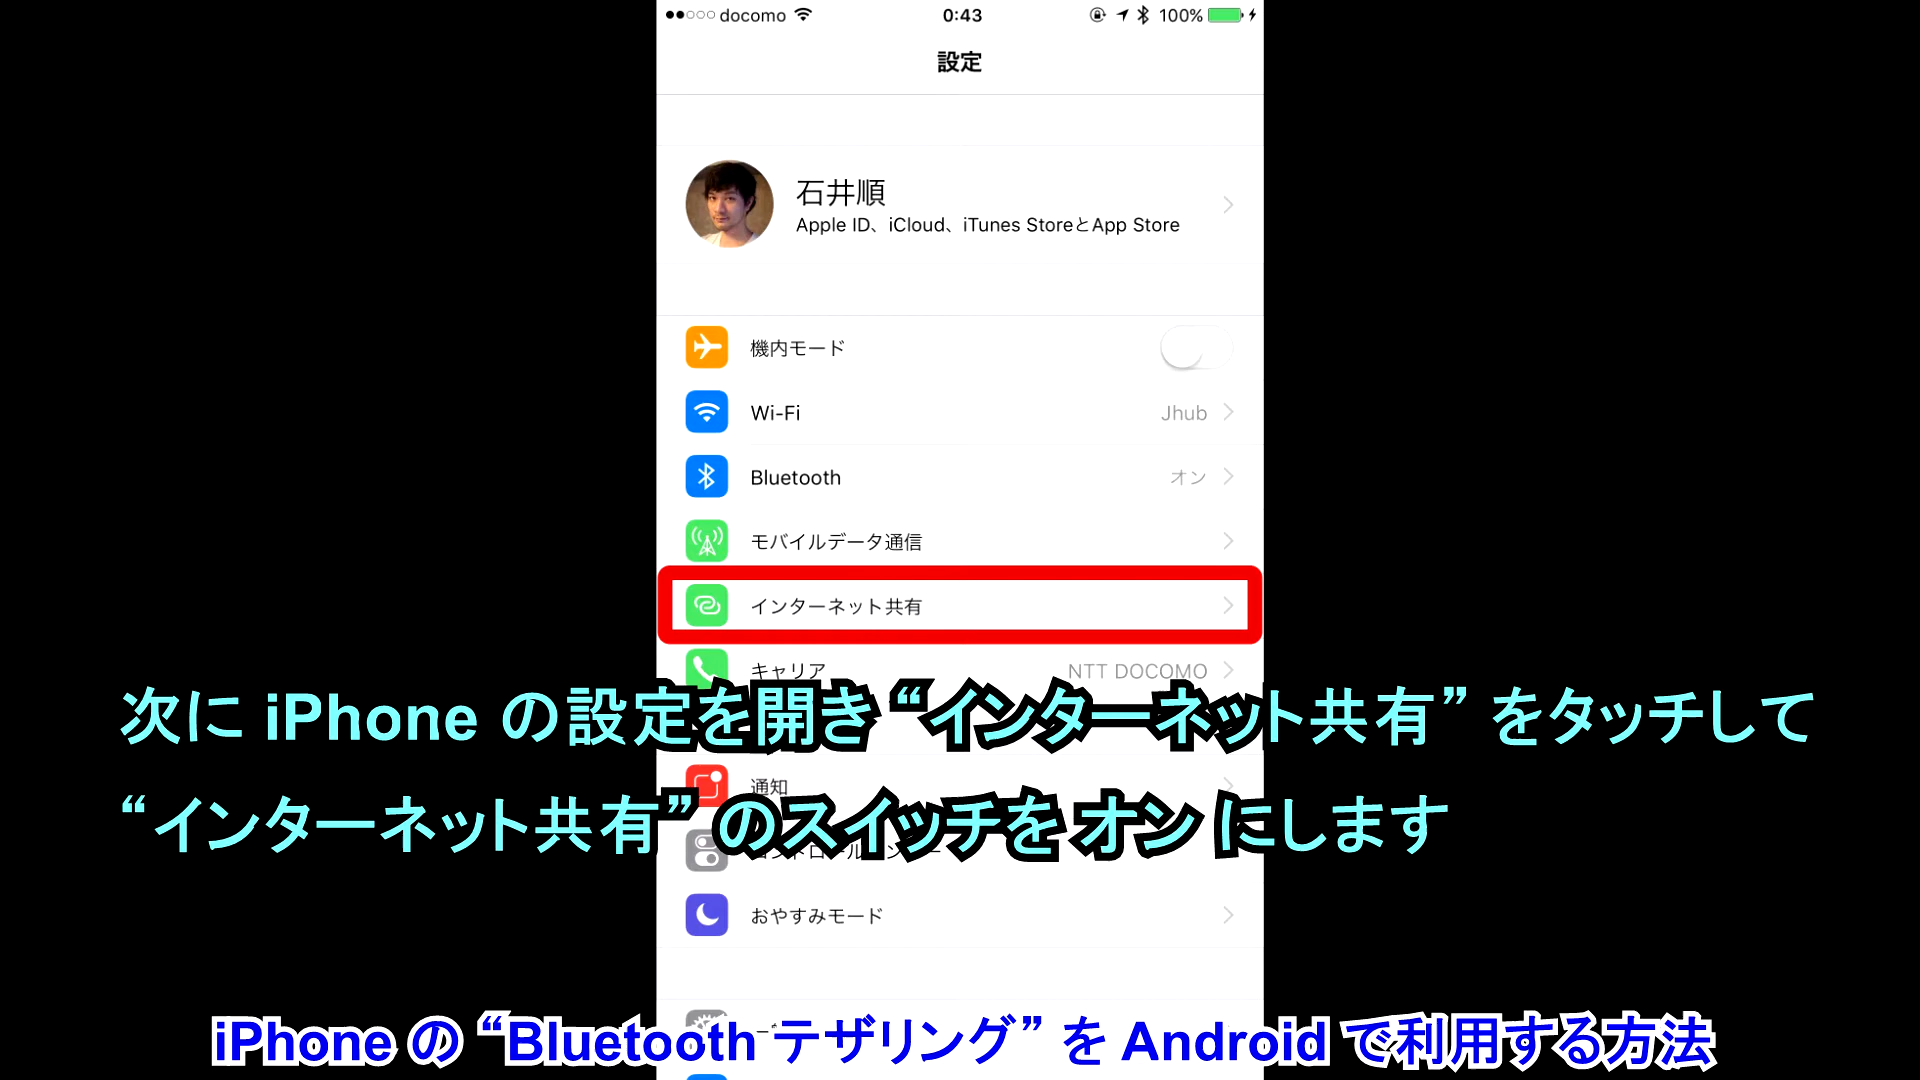 docomo 0:43 100%
設定
石井順
Apple ID、iCloud、iTunes StoreとApp Store
機内モード
Wi-Fi Jhub
Bluetooth オン
モバイルデータ通信
インターネット共有
キャリア NTT DOCOMO
次に iPhone の設定を開き “インターネット共有” をタッチして
通知
“インターネット共有” のスイッチを オン にします
おやすみモード
iPhone の “Bluetooth テザリング” を Android で利用する方法